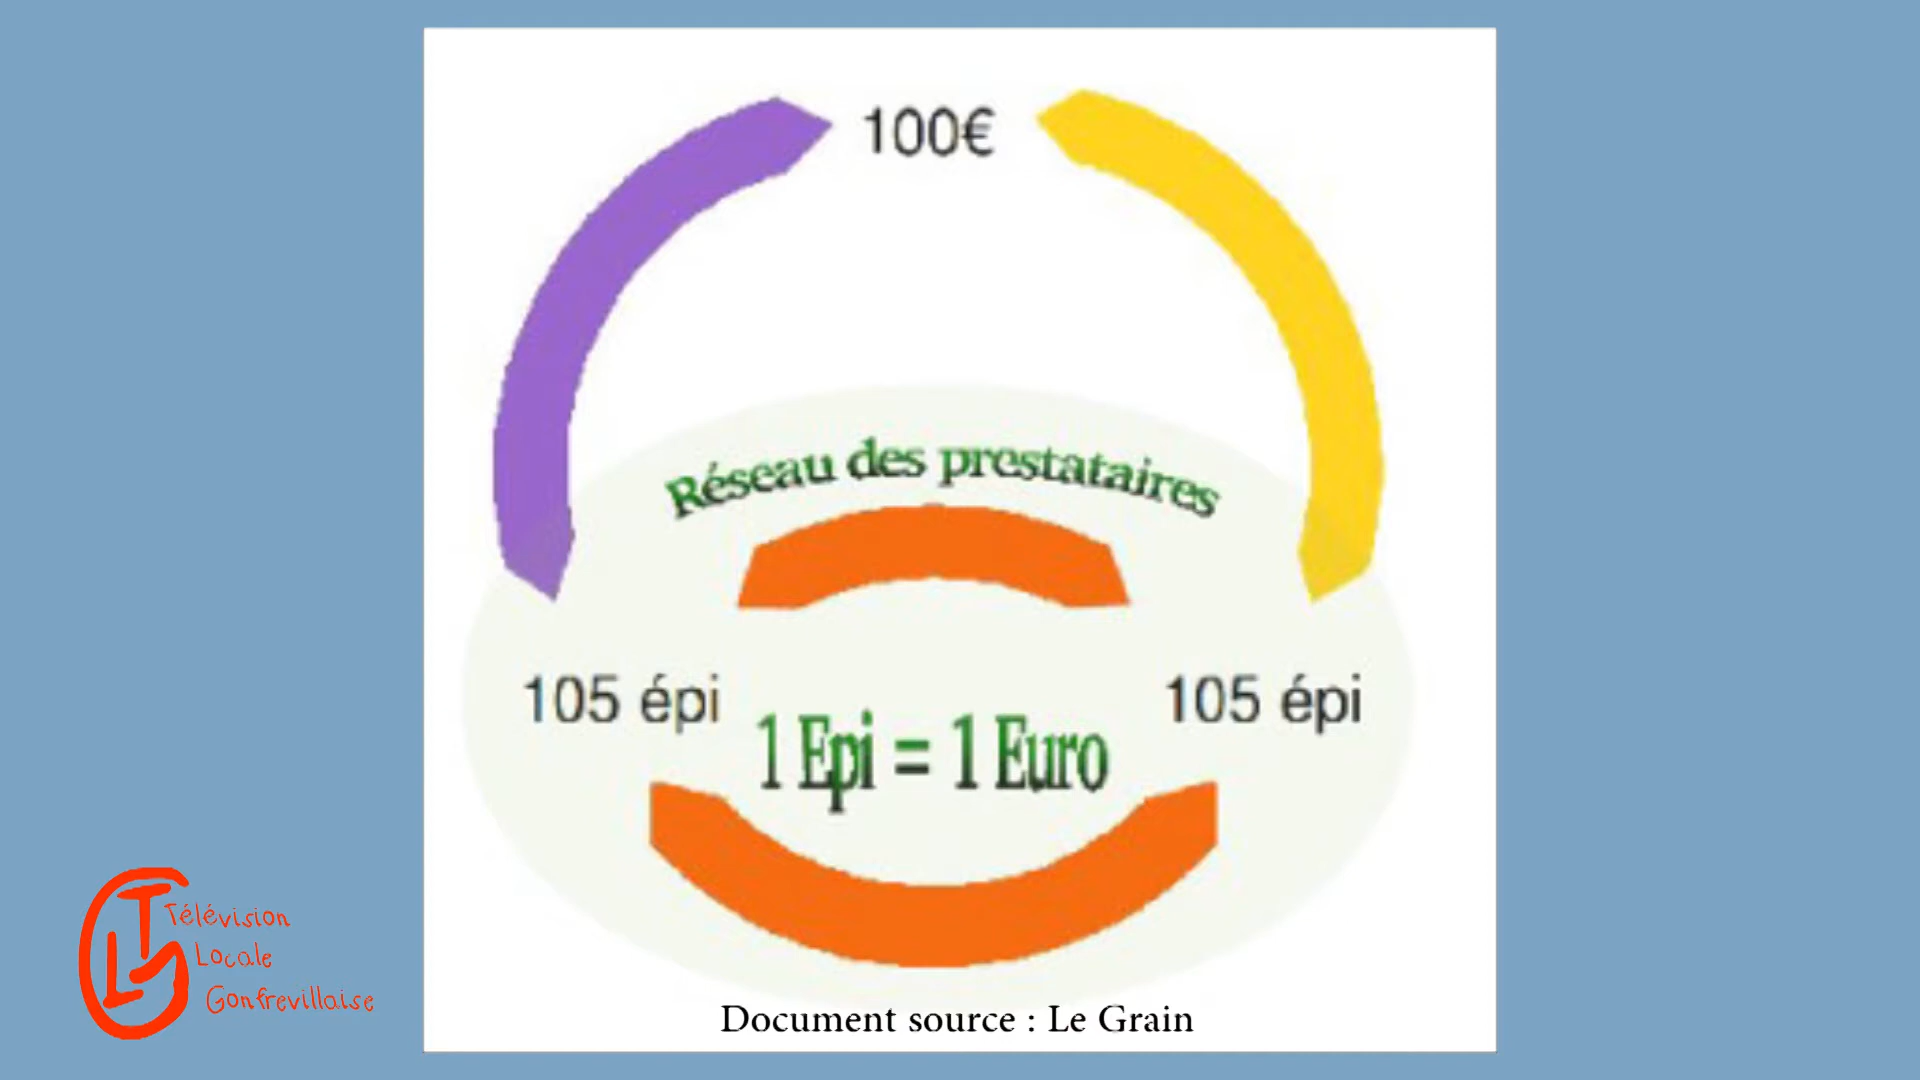 100€
Réseau des prestataires
105 épi
105 épi
1 Epi = 1 Euro
Document source : Le Grain
TLG
Télévision
Locale
Gonfrevillaise